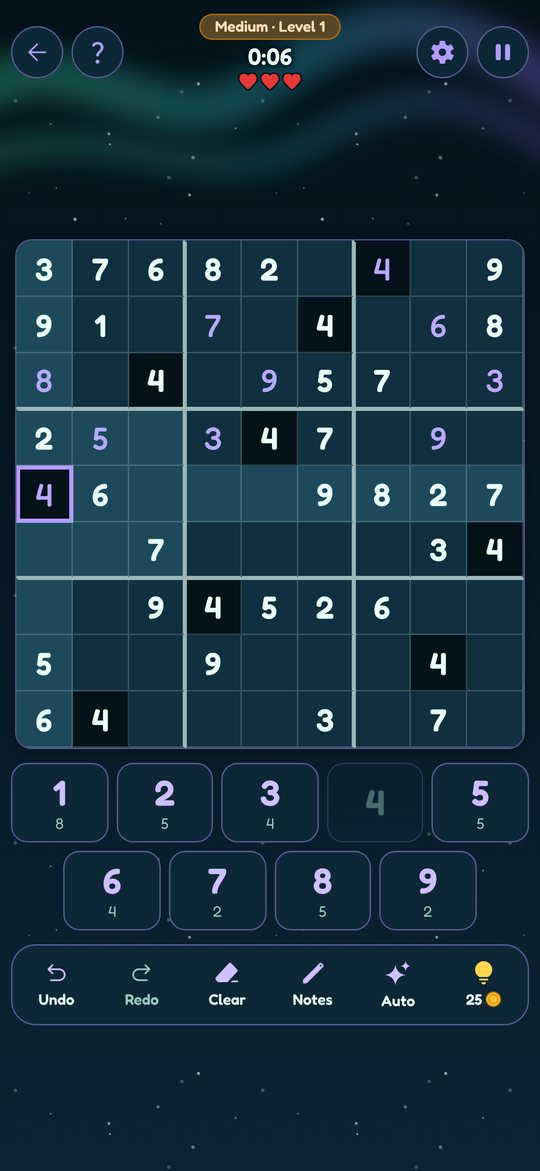 Medium · Level 1
?
0:06
3 7 6 8 2 4 9
9 1 7 4 6 8
8 4 9 5 7 3
2 5 3 4 7 9
4 6 9 8 2 7
7 3 4
9 4 5 2 6
5 9 4
6 4 3 7
1 2 3 4 5
8 5 4 5
6 7 8 9
4 2 5 2
Undo Redo Clear Notes Auto 25